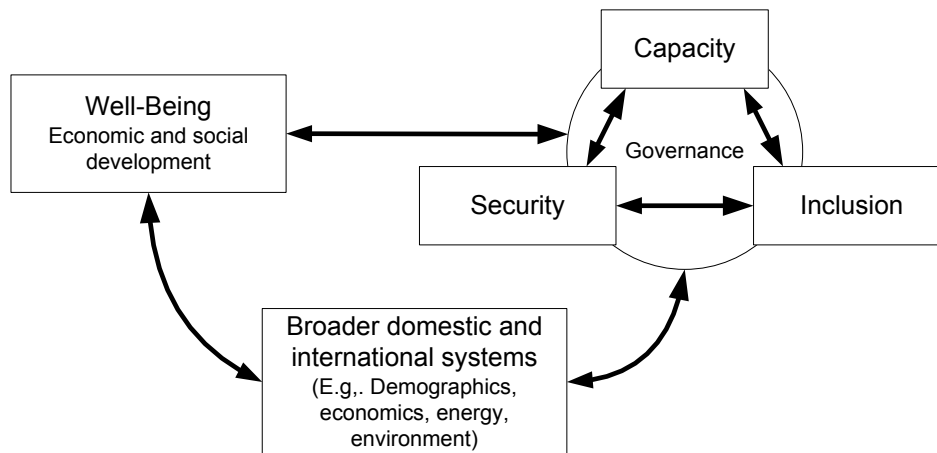 Capacity
Well-Being
Economic and social
development
Governance
Security
Inclusion
Broader domestic and
international systems
(E.g,. Demographics,
economics, energy,
environment)